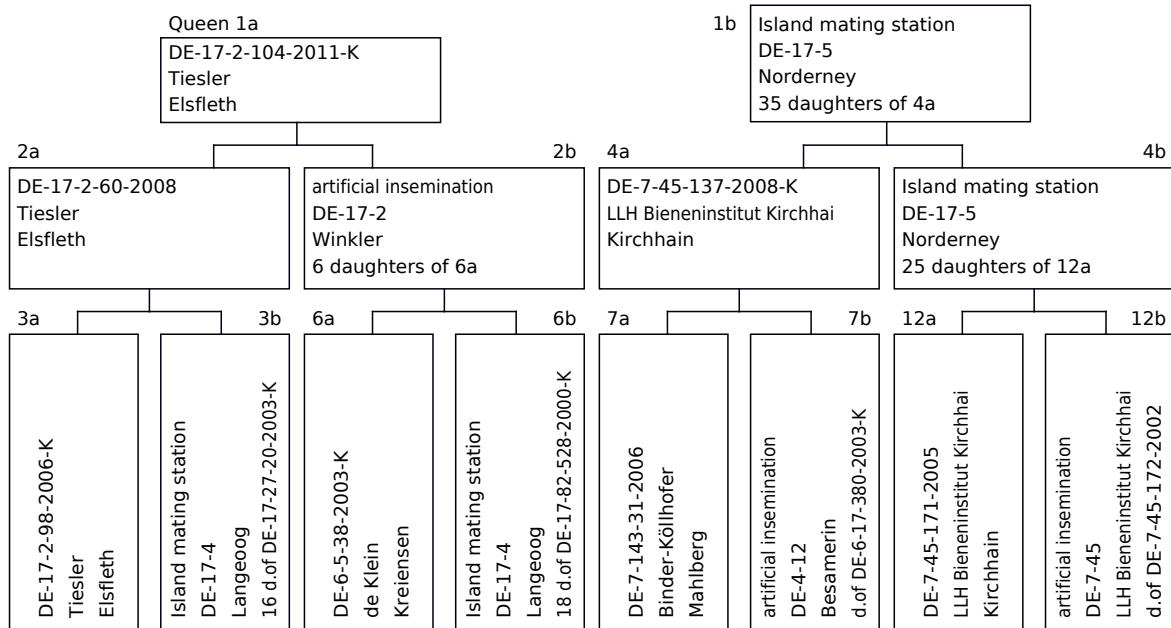 Queen 1a
DE-17-2-104-2011-K
Tiesler
Elsfleth
1b
Island mating station
DE-17-5
Norderney
35 daughters of 4a
2a
DE-17-2-60-2008
Tiesler
Elsfleth
2b
artificial insemination
DE-17-2
Winkler
6 daughters of 6a
4a
DE-7-45-137-2008-K
LLH Bieneninstitut Kirchhai
Kirchhain
4b
Island mating station
DE-17-5
Norderney
25 daughters of 12a
3a
DE-17-2-98-2006-K
Tiesler
Elsfleth
3b
Island mating station
DE-17-4
Langeoog
16 d.of DE-17-27-20-2003-K
6a
DE-6-5-38-2003-K
de Klein
Kreiensen
6b
Island mating station
DE-17-4
Langeoog
18 d.of DE-17-82-528-2000-K
7a
DE-7-143-31-2006
Binder-Köllhofer
Mahlberg
7b
artificial insemination
DE-4-12
Besamerin
d.of DE-6-17-380-2003-K
12a
DE-7-45-171-2005
LLH Bieneninstitut Kirchhai
Kirchhain
12b
artificial insemination
DE-7-45
LLH Bieneninstitut Kirchhai
d.of DE-7-45-172-2002